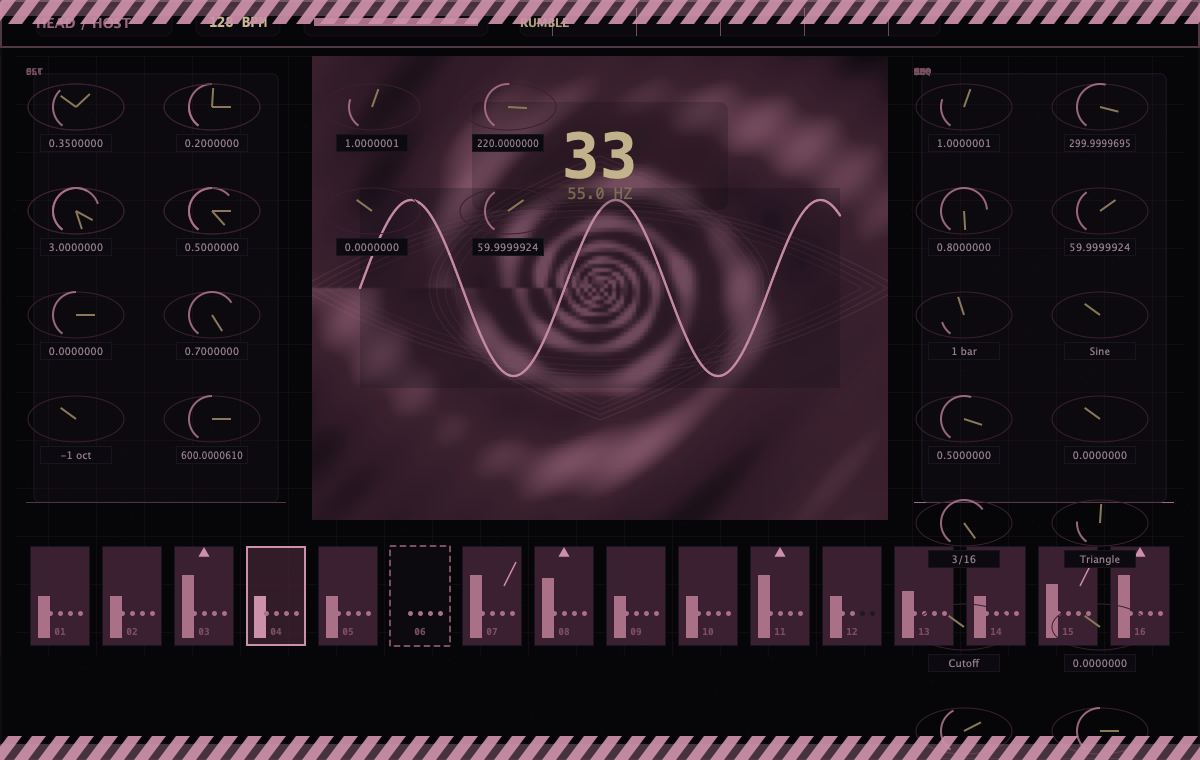 HEAD / HOST 128 BPM RUMBLE
0.3500000 0.2000000 1.0000001 220.0000000 1.0000001 299.9999695
33
55.0 HZ
3.0000000 0.5000000 0.0000000 59.9999924 0.8000000 59.9999924
0.0000000 0.7000000 1 bar Sine
−1 oct 600.0000610 0.5000000 0.0000000
3/16 Triangle
01 02 03 04 05 06 07 08 09 10 11 12 13 14 15 16
Cutoff 0.0000000